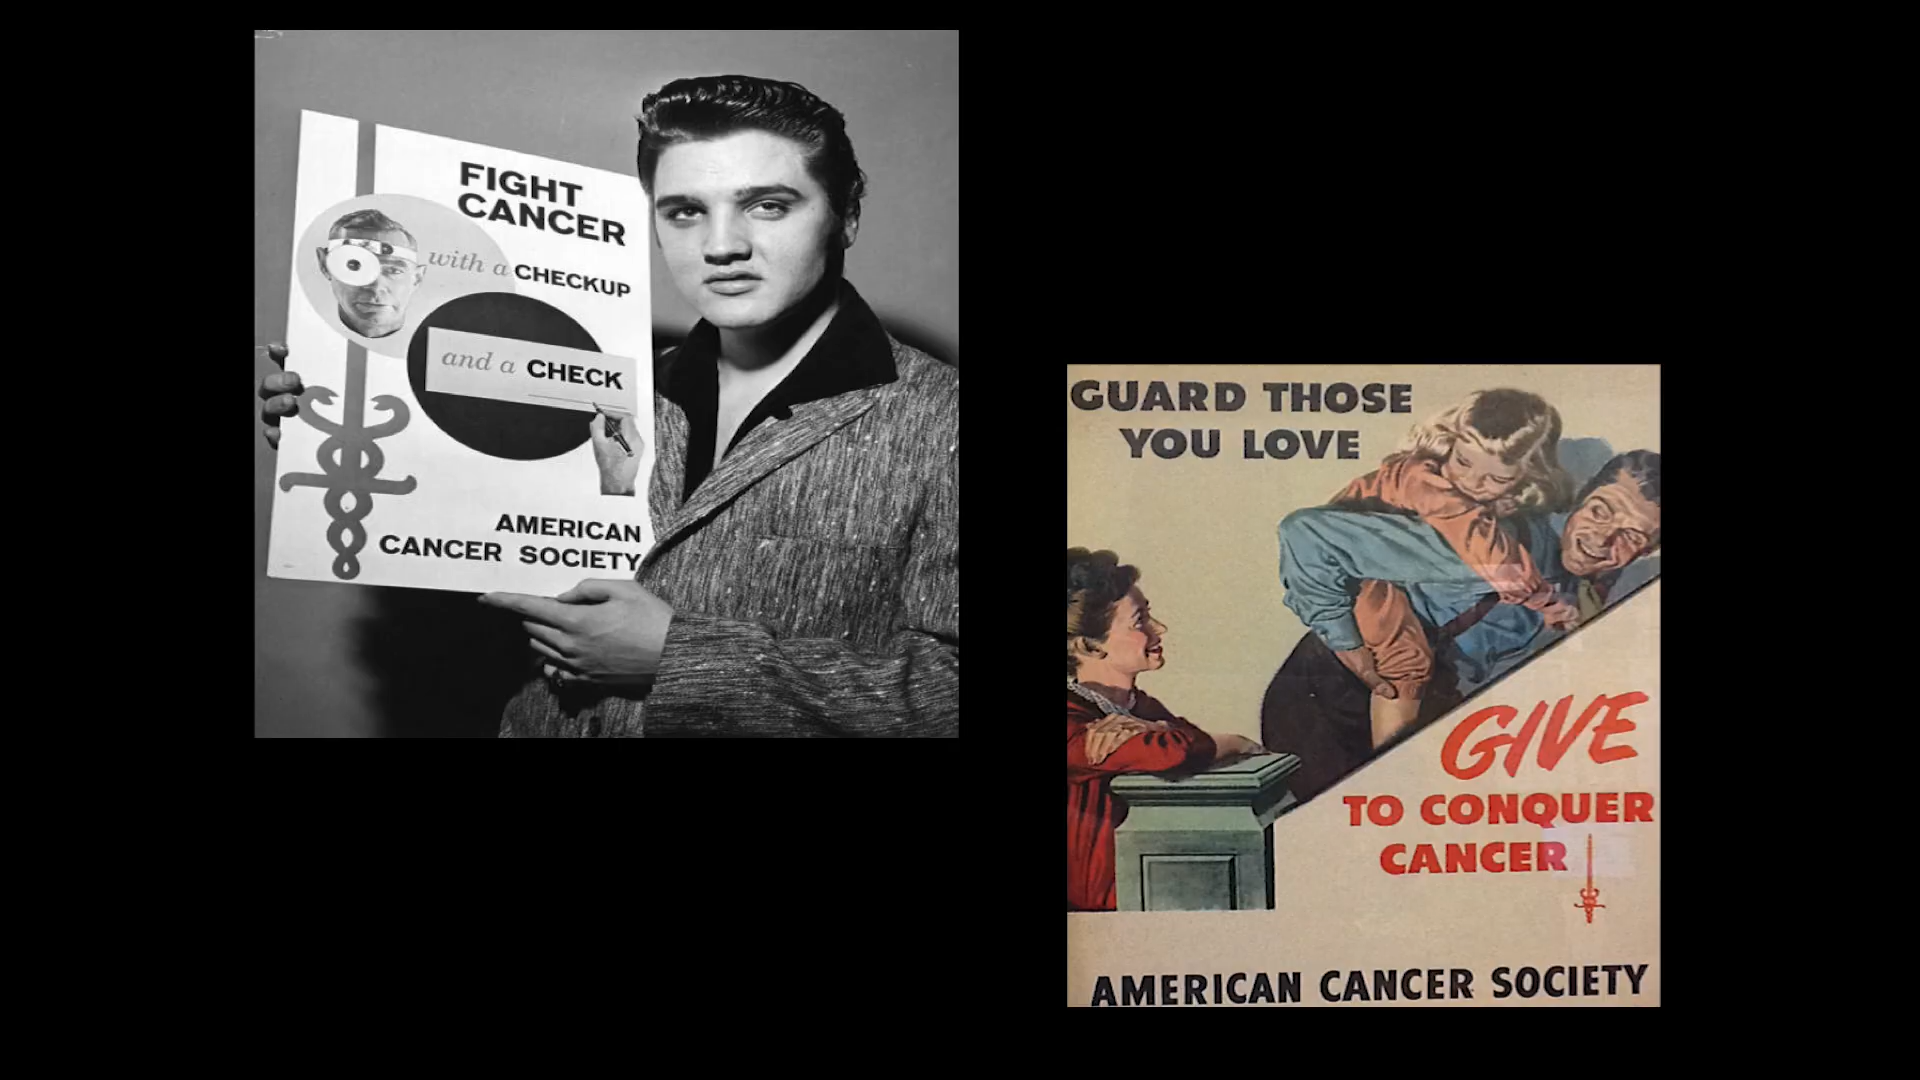 FIGHT
CANCER
with a CHECKUP
and a CHECK
AMERICAN
CANCER SOCIETY
GUARD THOSE
YOU LOVE
GIVE
TO CONQUER
CANCER
AMERICAN CANCER SOCIETY